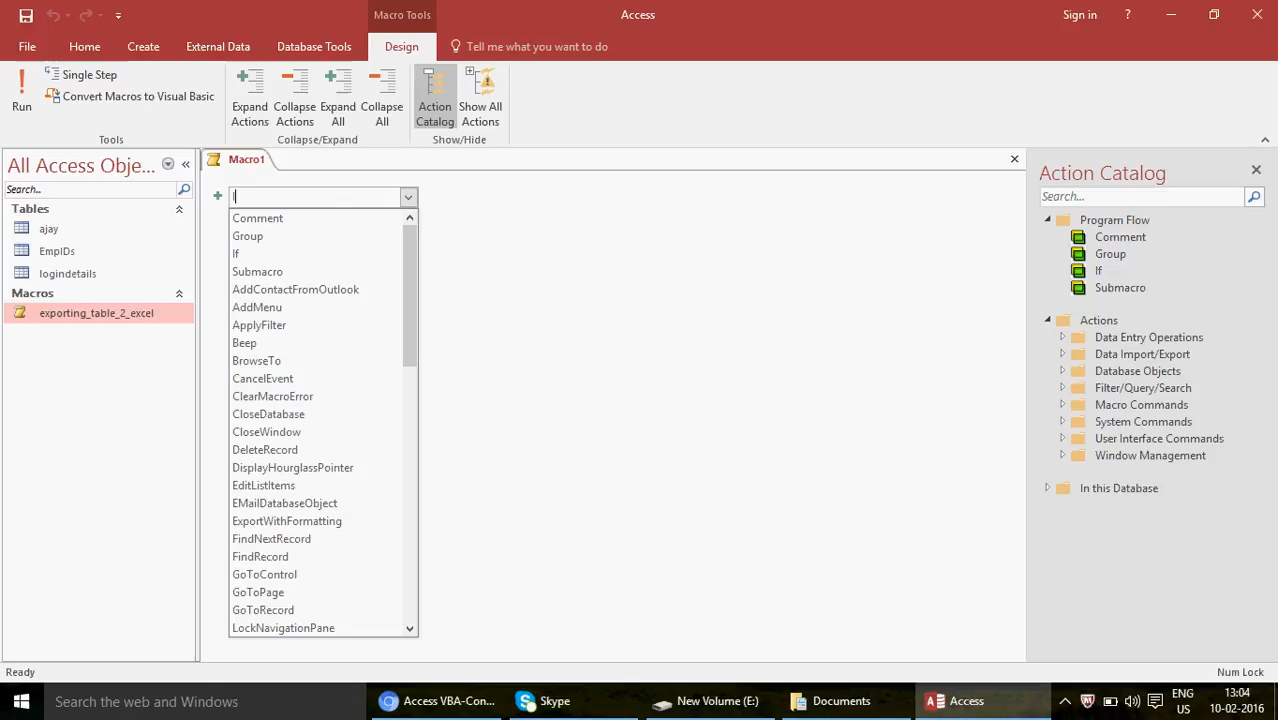 Macro Tools
Access
Sign in
?
File
Home
Create
External Data
Database Tools
Design
Tell me what you want to do
Run
Single Step
Convert Macros to Visual Basic
Expand Actions
Collapse Actions
Expand All
Collapse All
Action Catalog
Show All Actions
Tools
Collapse/Expand
Show/Hide
All Access Obje...
Search...
Tables
ajay
EmpIDs
logindetails
Macros
exporting_table_2_excel
Macro1
Comment
Group
If
Submacro
AddContactFromOutlook
AddMenu
ApplyFilter
Beep
BrowseTo
CancelEvent
ClearMacroError
CloseDatabase
CloseWindow
DeleteRecord
DisplayHourglassPointer
EditListItems
EMailDatabaseObject
ExportWithFormatting
FindNextRecord
FindRecord
GoToControl
GoToPage
GoToRecord
LockNavigationPane
Action Catalog
Search...
Program Flow
Comment
Group
If
Submacro
Actions
Data Entry Operations
Data Import/Export
Database Objects
Filter/Query/Search
Macro Commands
System Commands
User Interface Commands
Window Management
In this Database
Ready
Num Lock
Search the web and Windows
Access VBA-Con...
Skype
New Volume (E:)
Documents
Access
ENG
US
13:04
10-02-2016